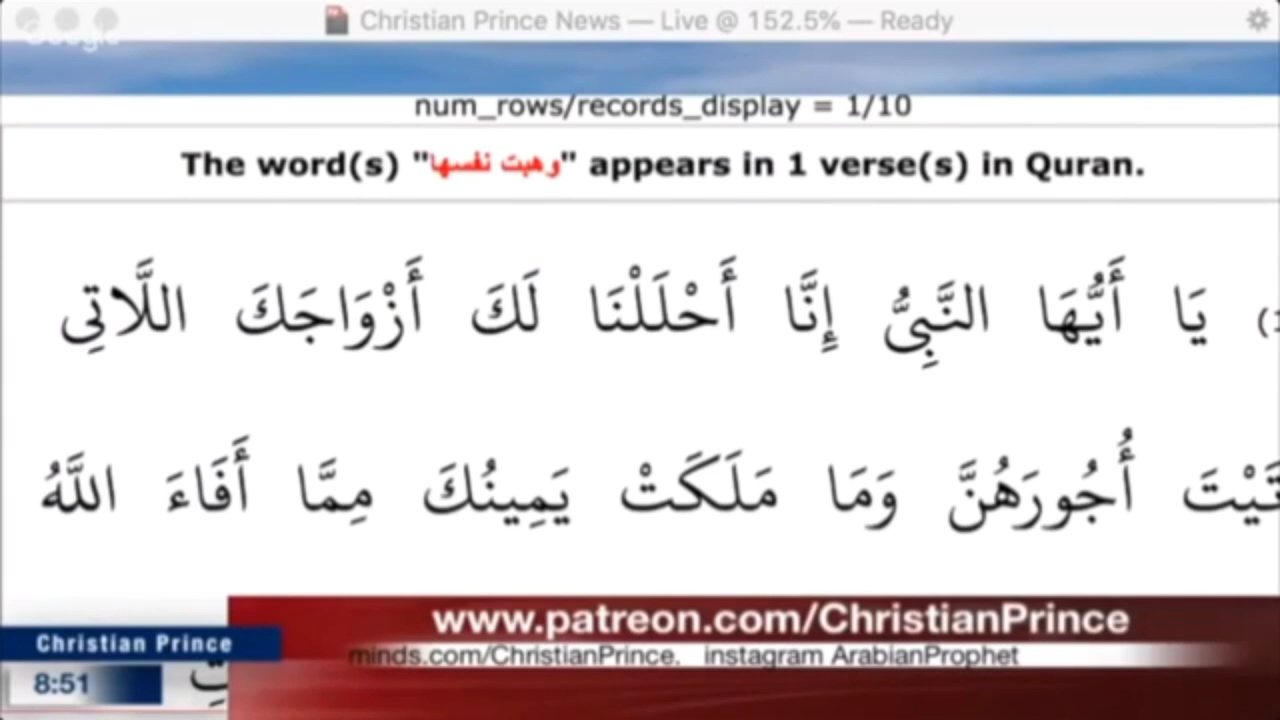 Christian Prince News — Live @ 152.5% — Ready
Google
num_rows/records_display = 1/10
The word(s) "وهبت نفسها" appears in 1 verse(s) in Quran.
يَا أَيُّهَا النَّبِىُّ إِنَّا أَحْلَلْنَا لَكَ أَزْوَاجَكَ اللَّاتِى
أُجُورَهُنَّ وَمَا مَلَكَتْ يَمِينُكَ مِمَّا أَفَاءَ اللَّهُ
www.patreon.com/ChristianPrince
Christian Prince
minds.com/ChristianPrince. instagram ArabianProphet
8:51